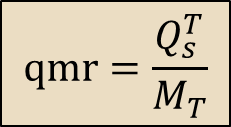 qmr = Q_s^T / M_T